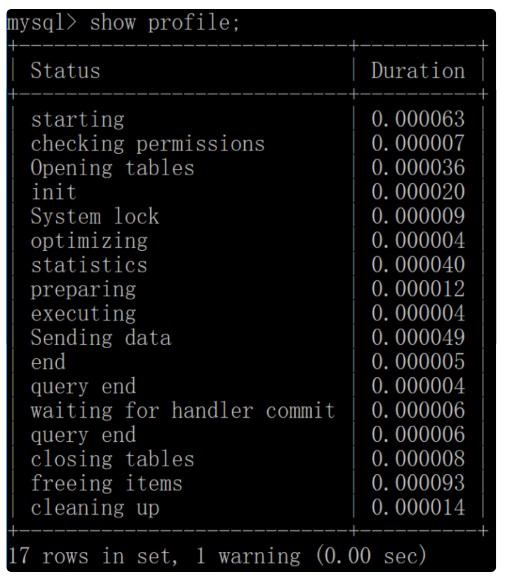 mysql> show profile;
Status Duration
starting 0.000063
checking permissions 0.000007
Opening tables 0.000036
init 0.000020
System lock 0.000009
optimizing 0.000004
statistics 0.000040
preparing 0.000012
executing 0.000004
Sending data 0.000049
end 0.000005
query end 0.000004
waiting for handler commit 0.000006
query end 0.000006
closing tables 0.000008
freeing items 0.000093
cleaning up 0.000014
17 rows in set, 1 warning (0.00 sec)